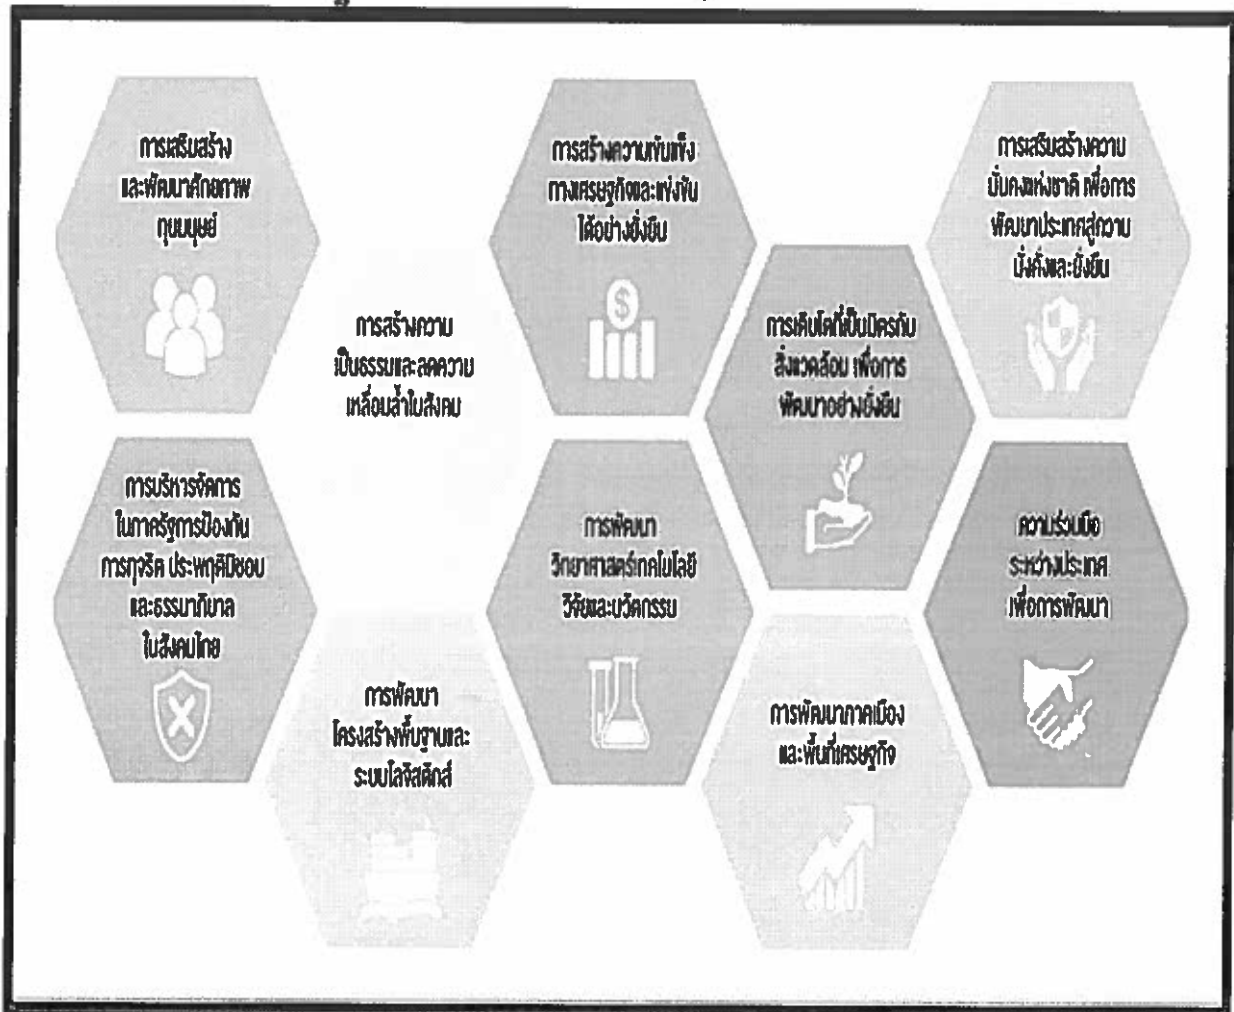 การเสริมสร้าง
และพัฒนาศักยภาพ
ทุนมนุษย์
การสร้างความ
เป็นธรรมและลดความ
เหลื่อมล้ำในสังคม
การสร้างความเข้มแข็ง
ทางเศรษฐกิจและแข่งขัน
ได้อย่างยั่งยืน
$
การเติบโตที่เป็นมิตรกับ
สิ่งแวดล้อม เพื่อการ
พัฒนาอย่างยั่งยืน
การเสริมสร้างความ
มั่นคงแห่งชาติ เพื่อการ
พัฒนาประเทศสู่ความ
มั่งคั่งและยั่งยืน
การบริหารจัดการ
ในภาครัฐการป้องกัน
การทุจริต ประพฤติมิชอบ
และธรรมาภิบาล
ในสังคมไทย
การพัฒนา
โครงสร้างพื้นฐานและ
ระบบโลจิสติกส์
การพัฒนา
วิทยาศาสตร์เทคโนโลยี
วิจัยและนวัตกรรม
การพัฒนาภาคเมือง
และพื้นที่เศรษฐกิจ
ความร่วมมือ
ระหว่างประเทศ
เพื่อการพัฒนา